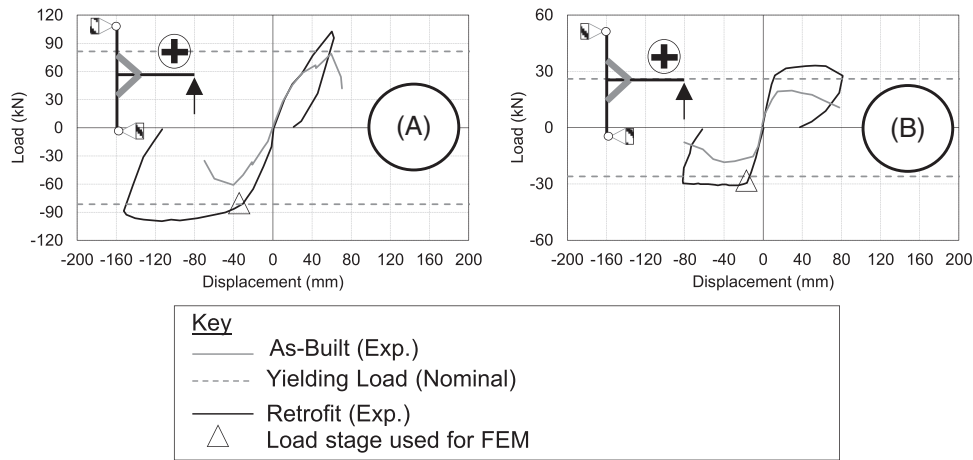 120
90
60
30
0
-30
-60
-90
-120
Load (kN)
-200 -160 -120 -80 -40 0 40 80 120 160 200
Displacement (mm)
(A)
60
30
0
-30
-60
Load (kN)
-200 -160 -120 -80 -40 0 40 80 120 160 200
Displacement (mm)
(B)
Key
As-Built (Exp.)
Yielding Load (Nominal)
Retrofit (Exp.)
Load stage used for FEM